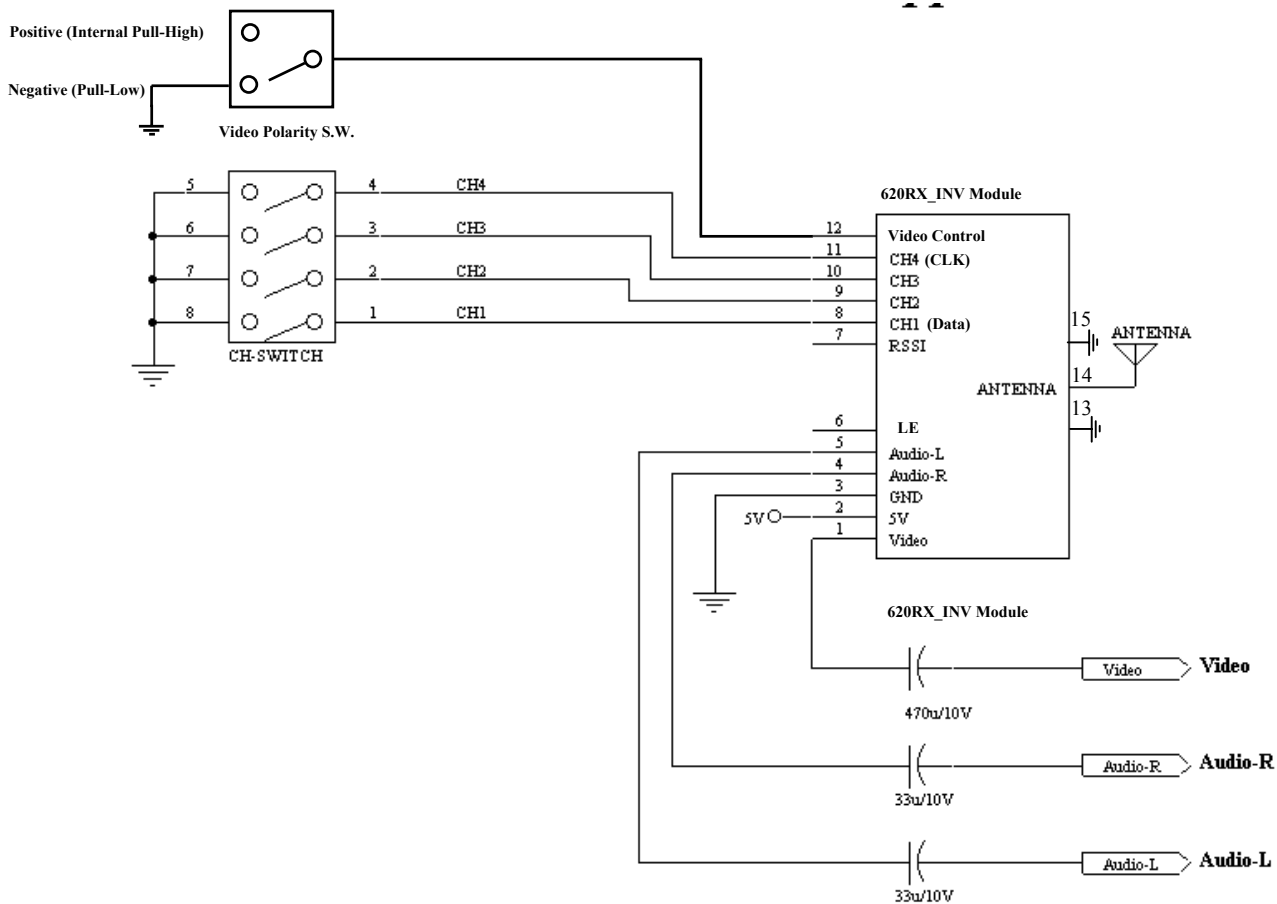 Positive (Internal Pull-High)
Negative (Pull-Low)
Video Polarity S.W.
5 4 CH4
6 3 CH3
7 2 CH2
8 1 CH1
CH-SWITCH
620RX_INV Module
12 Video Control
11 CH4 (CLK)
10 CH3
9 CH2
8 CH1 (Data)
7 RSSI
15
ANTENNA
14
ANTENNA
13
6 LE
5 Audio-L
4 Audio-R
3 GND
5V 2 5V
1 Video
620RX_INV Module
Video Video
470u/10V
Audio-R Audio-R
33u/10V
Audio-L Audio-L
33u/10V